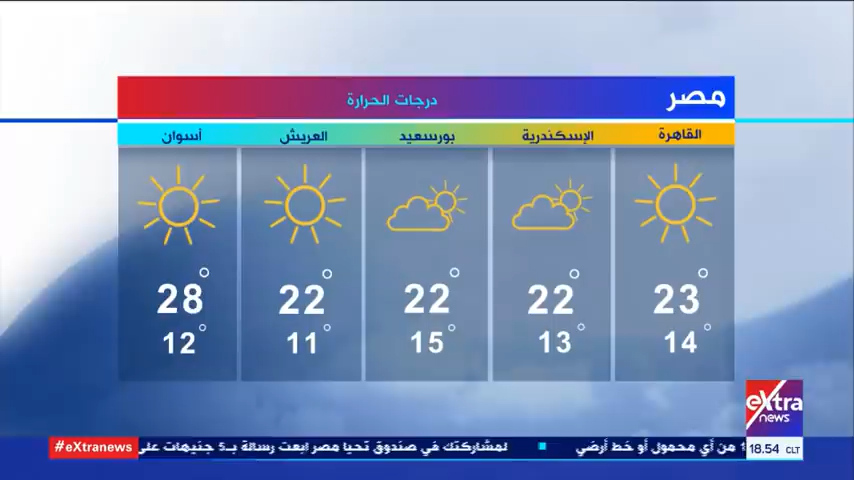 مصر
درجات الحرارة
القاهرة
الإسكندرية
بورسعيد
العريش
أسوان
23° 22° 22° 22° 28°
14° 13° 15° 11° 12°
eXtra
news
18.54 CLT
من أي محمول أو خط أرضي ■ لمشاركتك في صندوق تحيا مصر ابعت رسالة بـ5 جنيهات على
#eXtranews